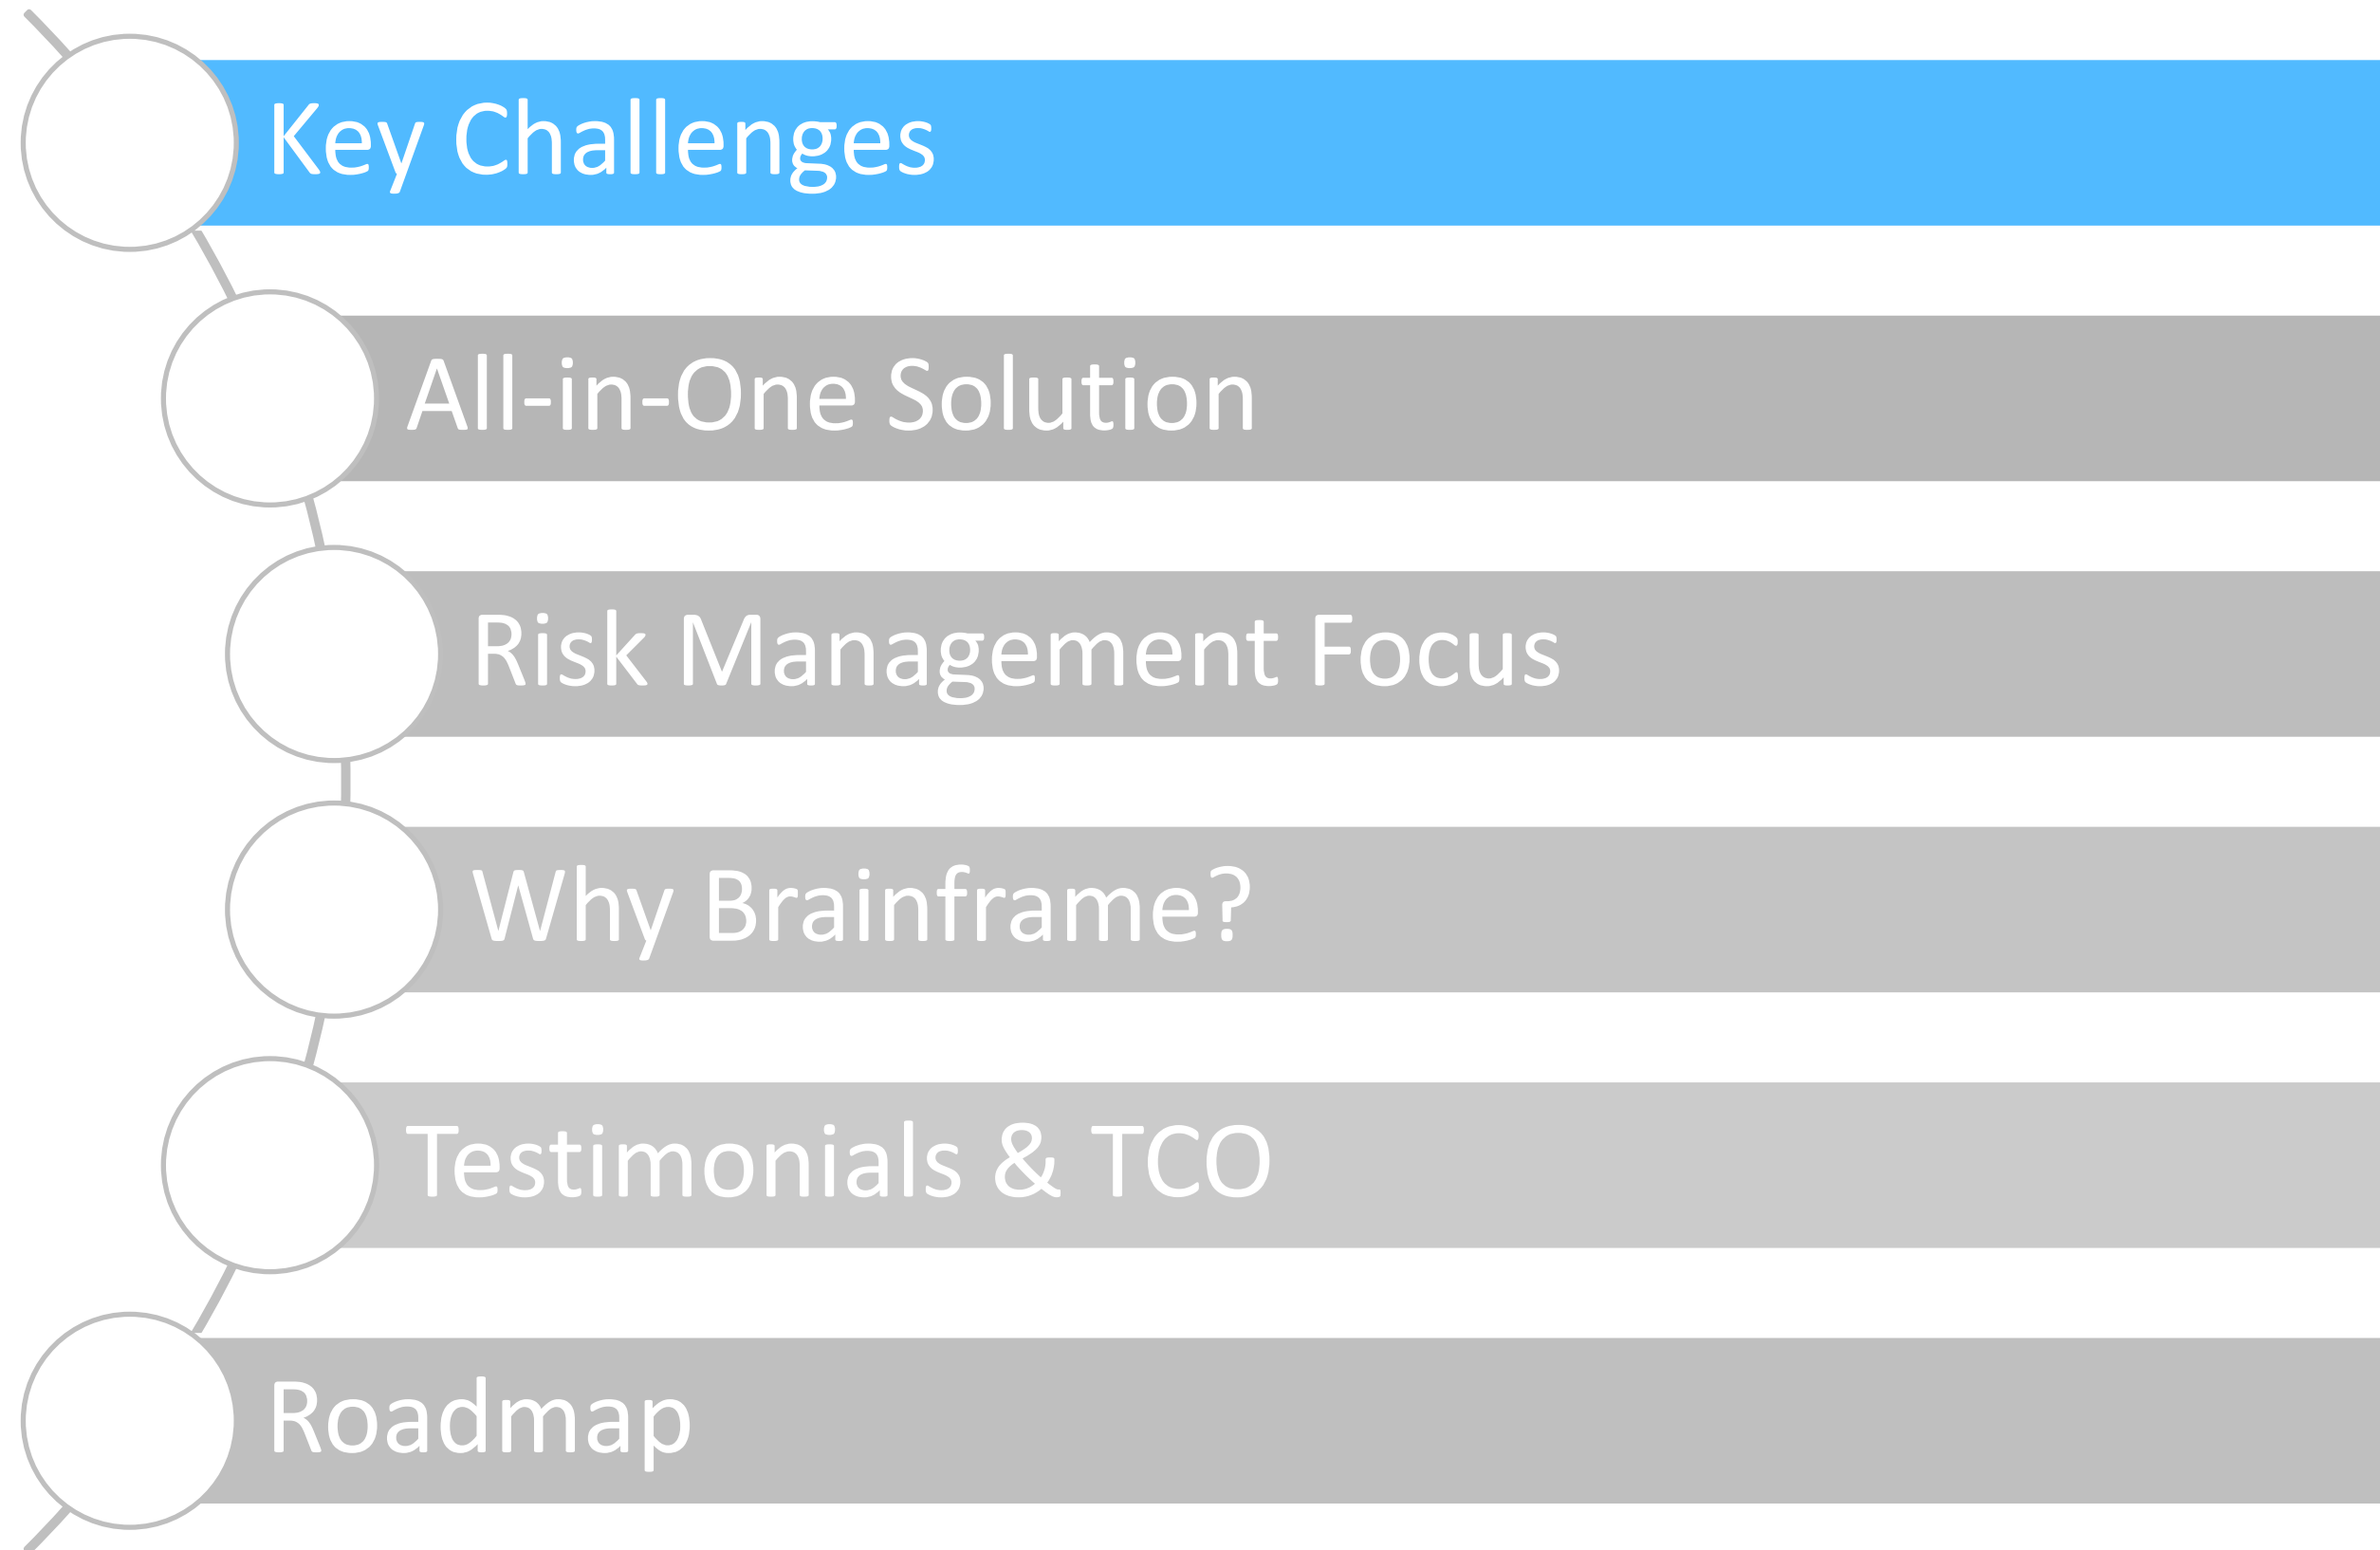 Key Challenges
All-in-One Solution
Risk Management Focus
Why Brainframe?
Testimonials & TCO
Roadmap